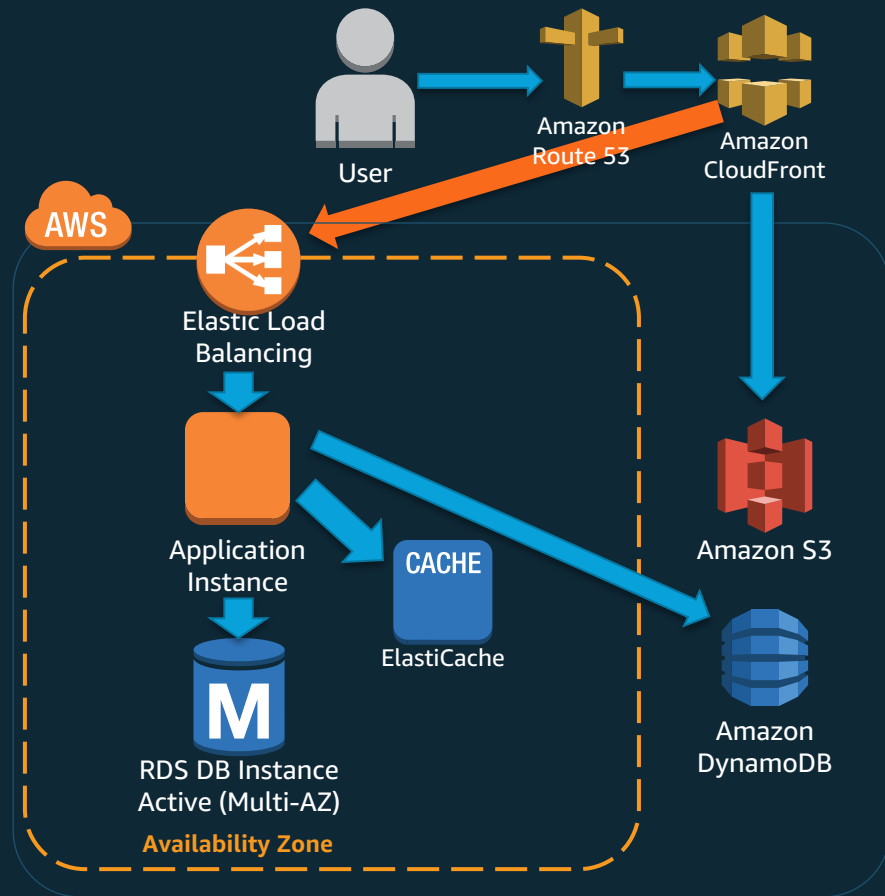 User
Amazon
Route 53
Amazon
CloudFront
AWS
Elastic Load
Balancing
Application
Instance
CACHE
ElastiCache
Amazon S3
M
RDS DB Instance
Active (Multi-AZ)
Amazon
DynamoDB
Availability Zone